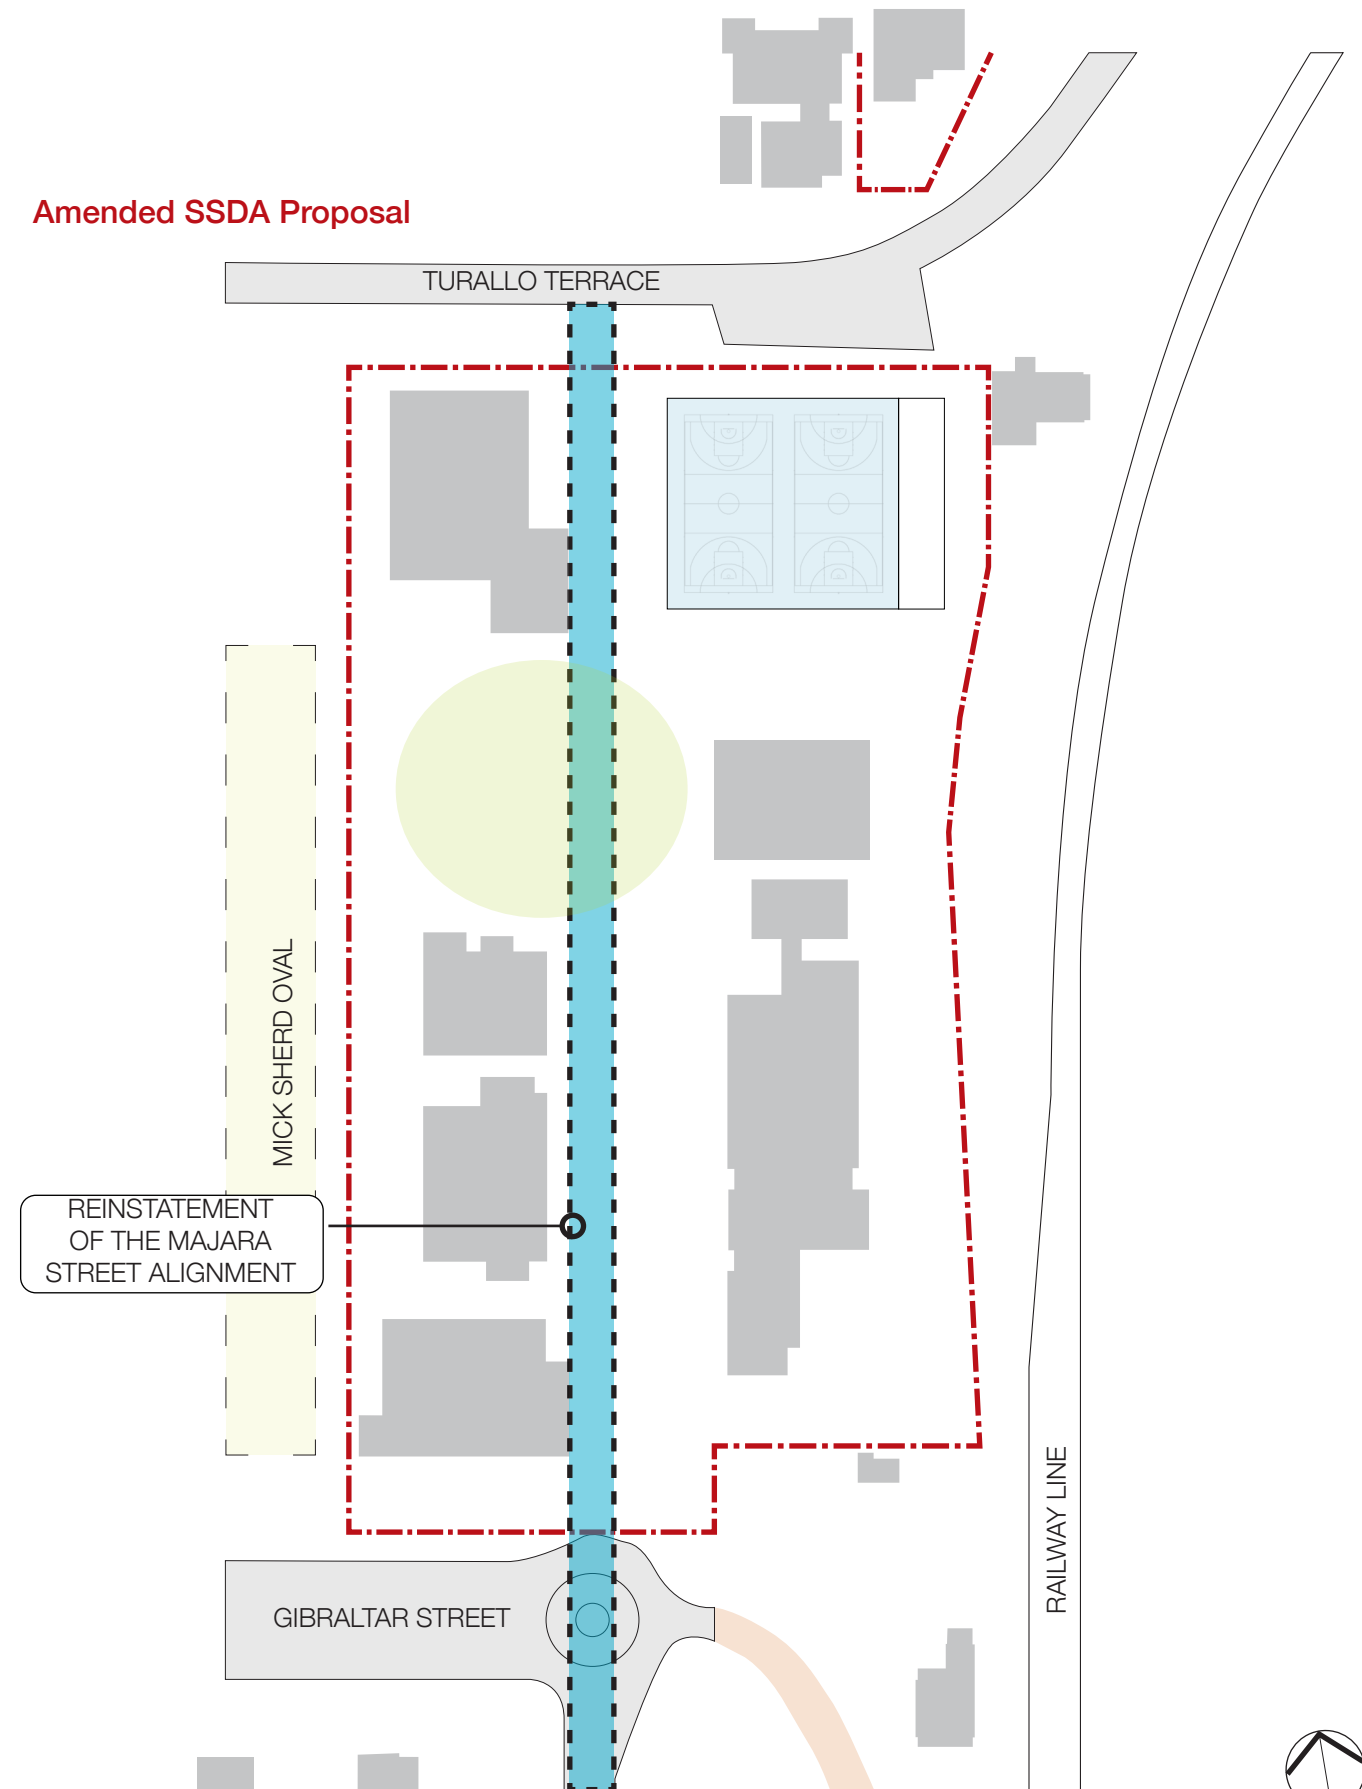 Amended SSDA Proposal
TURALLO TERRACE
MICK SHERD OVAL
REINSTATEMENT
OF THE MAJARA
STREET ALIGNMENT
RAILWAY LINE
GIBRALTAR STREET